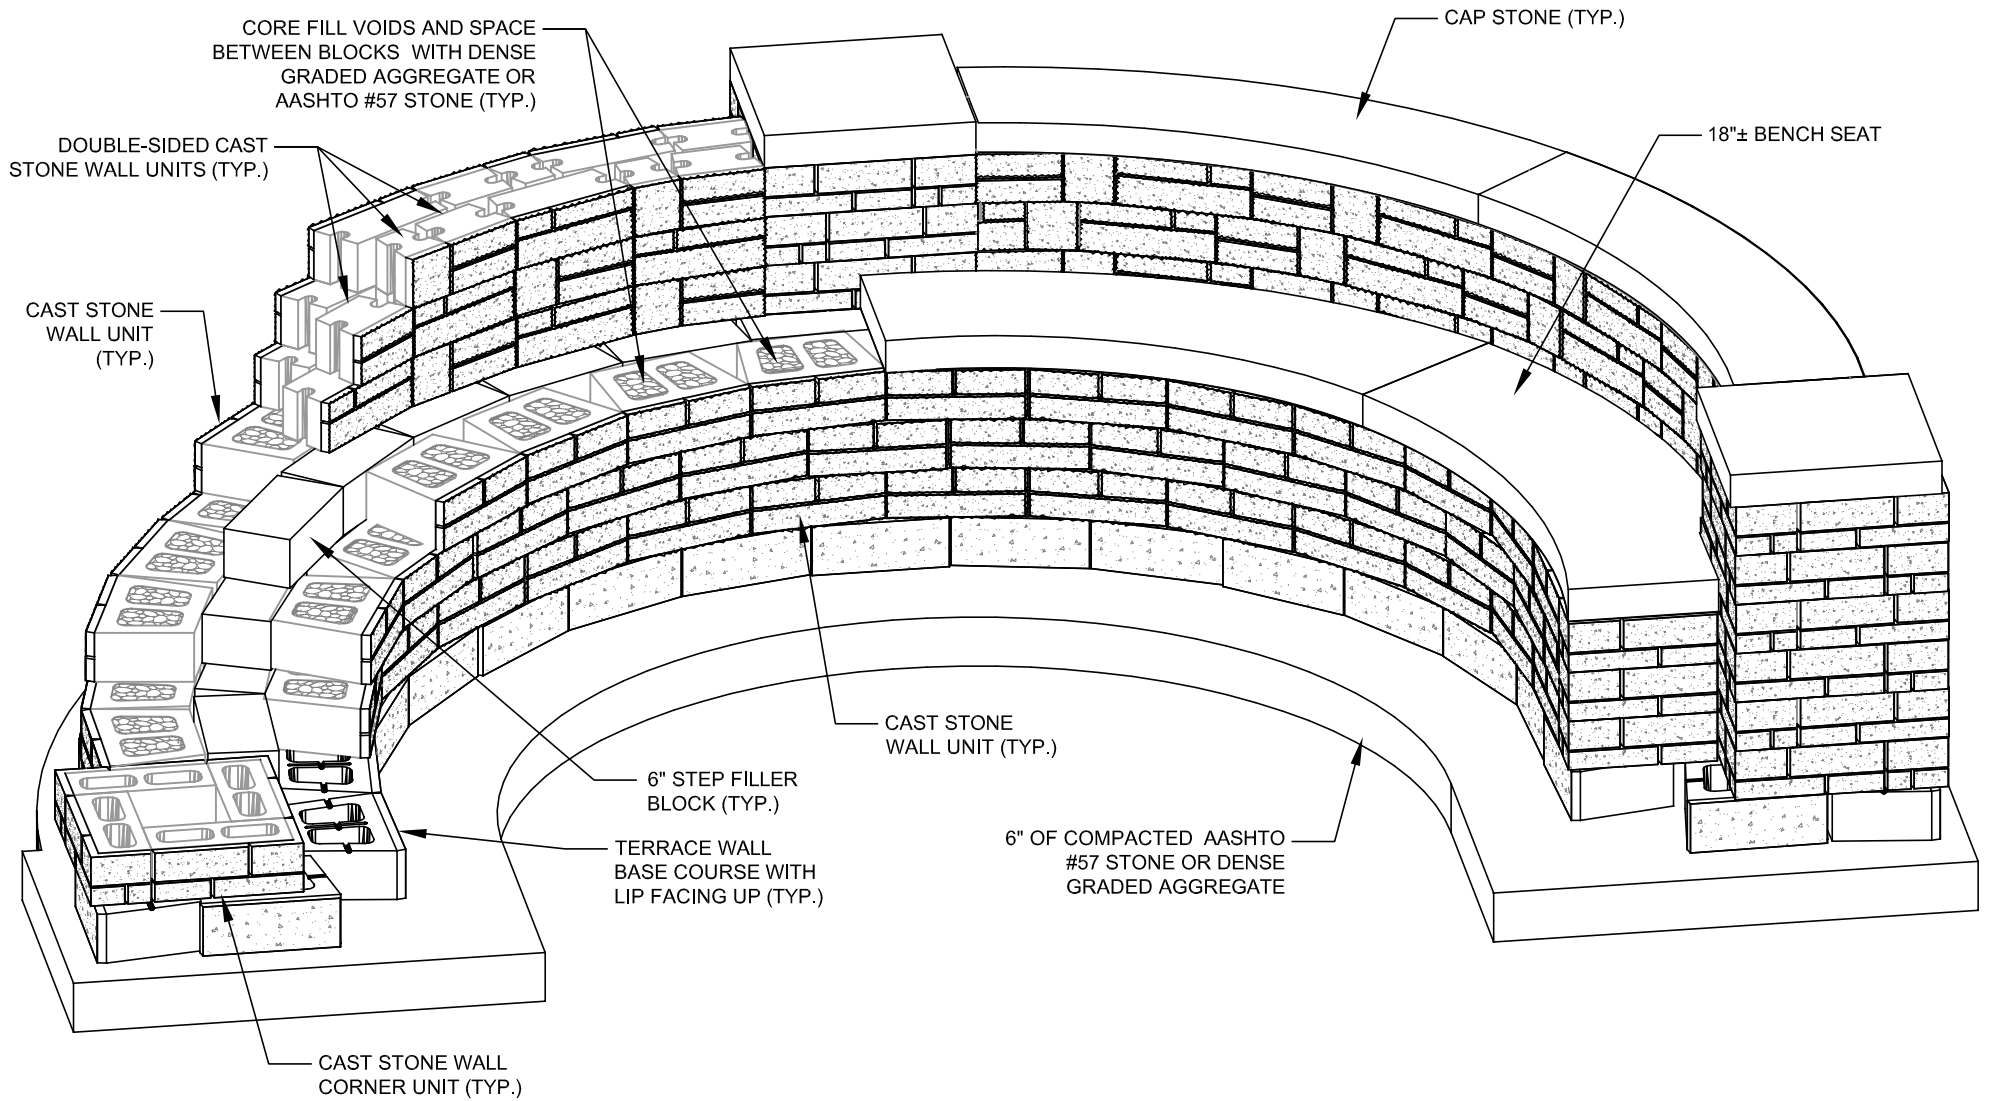 CORE FILL VOIDS AND SPACE
BETWEEN BLOCKS WITH DENSE
GRADED AGGREGATE OR
AASHTO #57 STONE (TYP.)
CAP STONE (TYP.)
DOUBLE-SIDED CAST
STONE WALL UNITS (TYP.)
18"± BENCH SEAT
CAST STONE
WALL UNIT
(TYP.)
CAST STONE
WALL UNIT (TYP.)
6" STEP FILLER
BLOCK (TYP.)
TERRACE WALL
BASE COURSE WITH
LIP FACING UP (TYP.)
6" OF COMPACTED AASHTO
#57 STONE OR DENSE
GRADED AGGREGATE
CAST STONE WALL
CORNER UNIT (TYP.)